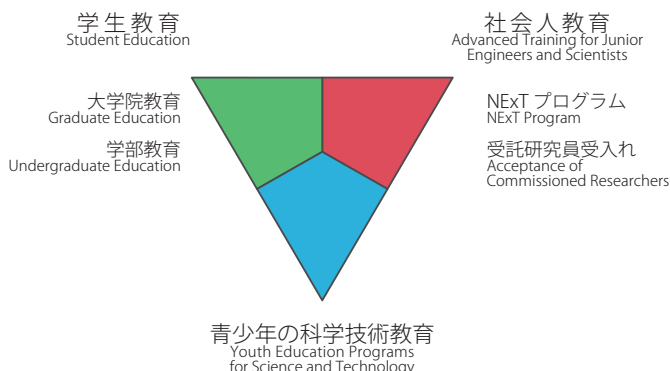 学生教育
Student Education
大学院教育
Graduate Education
学部教育
Undergraduate Education
社会人教育
Advanced Training for Junior
Engineers and Scientists
NExT プログラム
NExT Program
受託研究員受入れ
Acceptance of
Commissioned Researchers
青少年の科学技術教育
Youth Education Programs
for Science and Technology